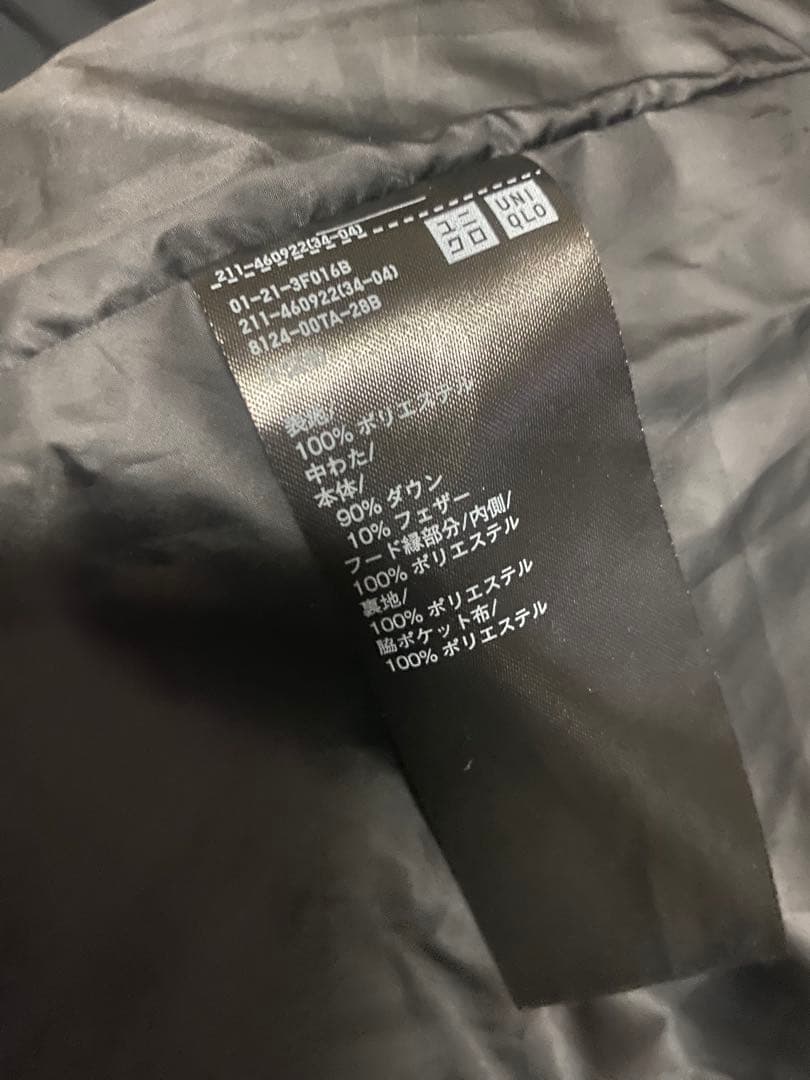 ユニ
クロ
UNI
QLO
211-460922(34-04)
01-21-3F016B
211-460922(34-04)
8124-00TA-28B
表地/
100% ポリエステル
中わた/
本体/
90% ダウン
10% フェザー
フード縁部分/内側/
100% ポリエステル
裏地/
100% ポリエステル
脇ポケット布/
100% ポリエステル